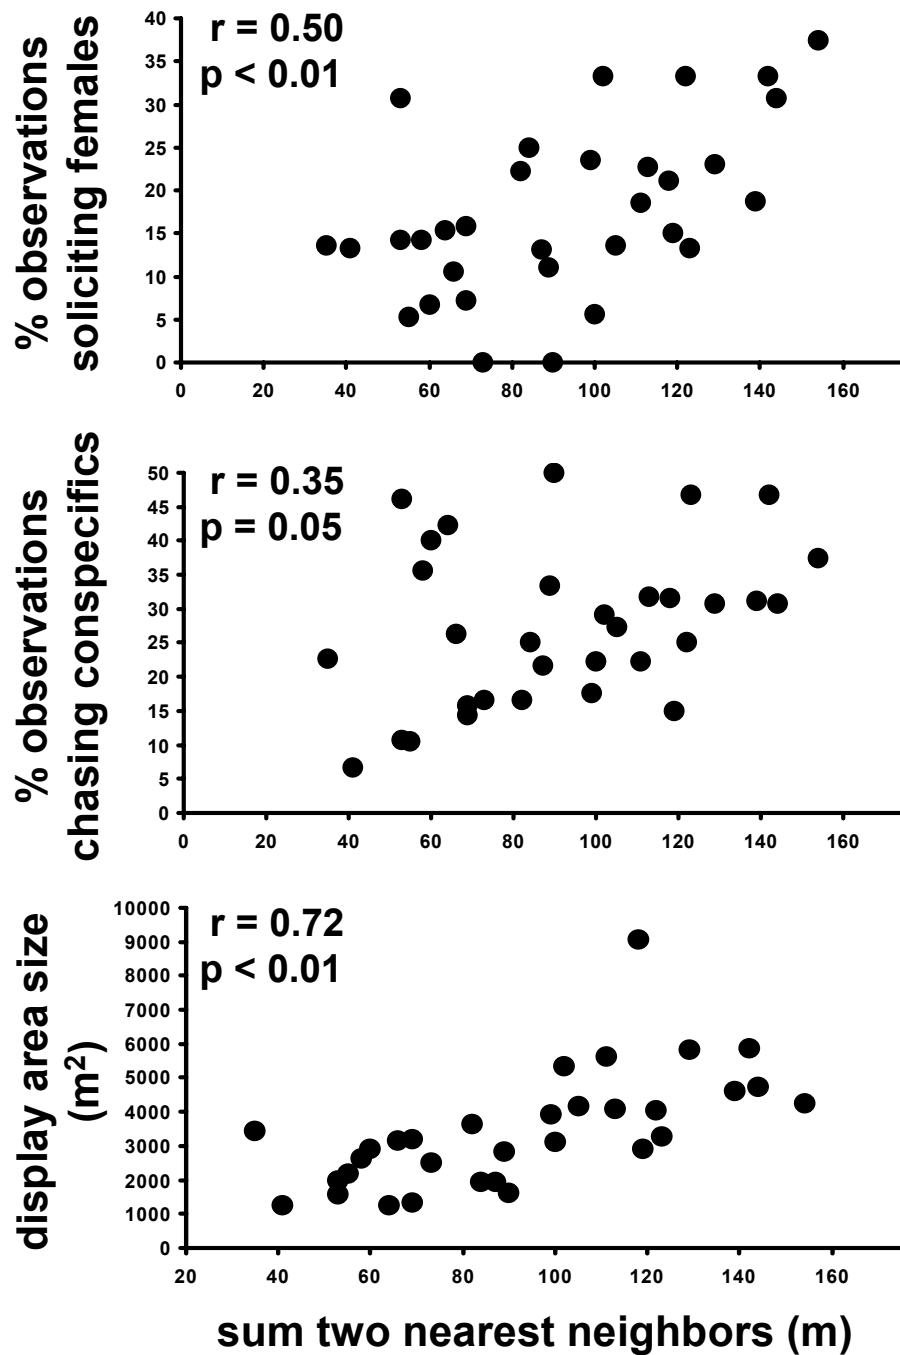 % observations
soliciting females
r = 0.50
p < 0.01
40
35
30
25
20
15
10
5
0
0 20 40 60 80 100 120 140 160
% observations
chasing conspecifics
r = 0.35
p = 0.05
50
45
40
35
30
25
20
15
10
5
0
0 20 40 60 80 100 120 140 160
display area size
(m²)
r = 0.72
p < 0.01
10000
9000
8000
7000
6000
5000
4000
3000
2000
1000
0
20 40 60 80 100 120 140 160
sum two nearest neighbors (m)